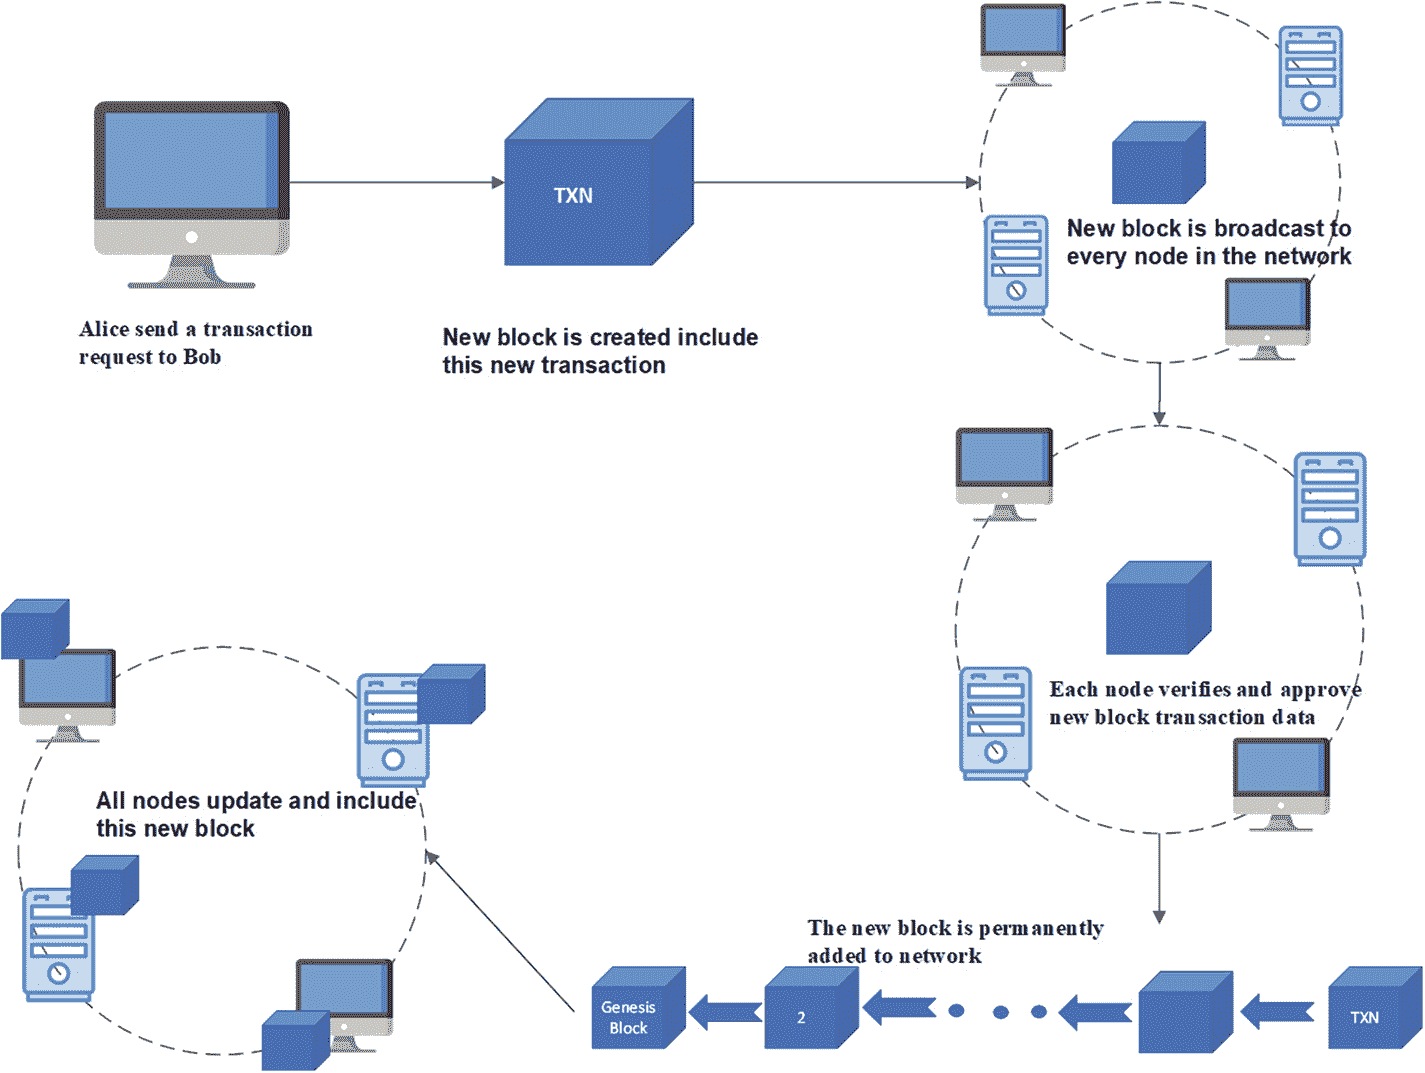 Alice send a transaction
request to Bob
TXN
New block is created include
this new transaction
New block is broadcast to
every node in the network
Each node verifies and approve
new block transaction data
The new block is permanently
added to network
Genesis
Block
2
TXN
All nodes update and include
this new block